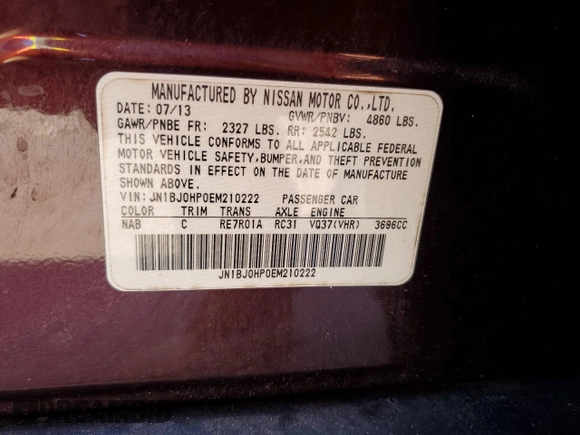 MANUFACTURED BY NISSAN MOTOR CO.,LTD.
DATE: 07/13 GVWR/PNBV: 4860 LBS.
GAWR/PNBE FR: 2327 LBS. RR: 2542 LBS.
THIS VEHICLE CONFORMS TO ALL APPLICABLE FEDERAL
MOTOR VEHICLE SAFETY, BUMPER, AND THEFT PREVENTION
STANDARDS IN EFFECT ON THE DATE OF MANUFACTURE
SHOWN ABOVE.
VIN: JN1BJ0HP0EM210222 PASSENGER CAR
COLOR TRIM TRANS AXLE ENGINE
NAB C RE7R01A RC31 VQ37(VHR) 3696CC
JN1BJ0HP0EM210222